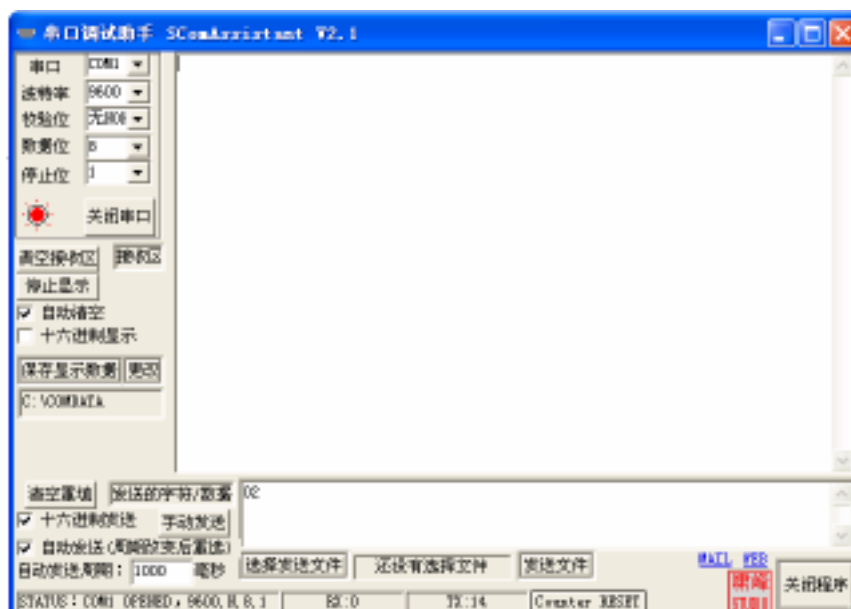 串口调试助手 SComAssistant V2.1
串口 COM1
波特率 9600
校验位
数据位 8
停止位 1
关闭串口
清空接收区 接收区
停止显示
自动清空
十六进制显示
保存显示数据 更改
C:\COMDATA
清空重填 发送的字符/数据 02
十六进制发送 手动发送
自动发送(周期改变后重选)
自动发送周期: 1000 毫秒 选择发送文件 还没有选择文件 发送文件 MAIL WEB
关闭程序
STATUS：COM1 OPENED，9600，N，8，1 RX:0 TX:14 Counter RESET